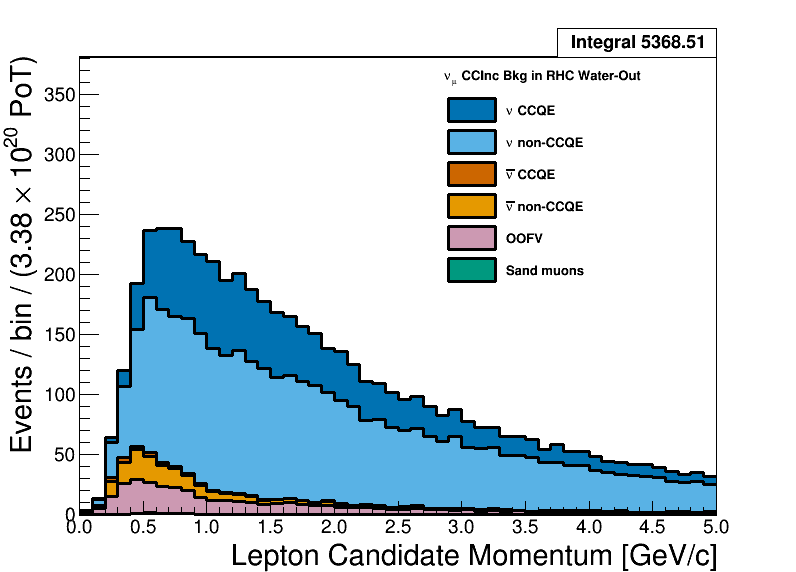 Integral 5368.51
ν_μ CCInc Bkg in RHC Water-Out
ν CCQE
ν non-CCQE
ν̅ CCQE
ν̅ non-CCQE
OOFV
Sand muons
Events / bin / (3.38 × 10^20 PoT)
350
300
250
200
150
100
50
0
0.0 0.5 1.0 1.5 2.0 2.5 3.0 3.5 4.0 4.5 5.0
Lepton Candidate Momentum [GeV/c]